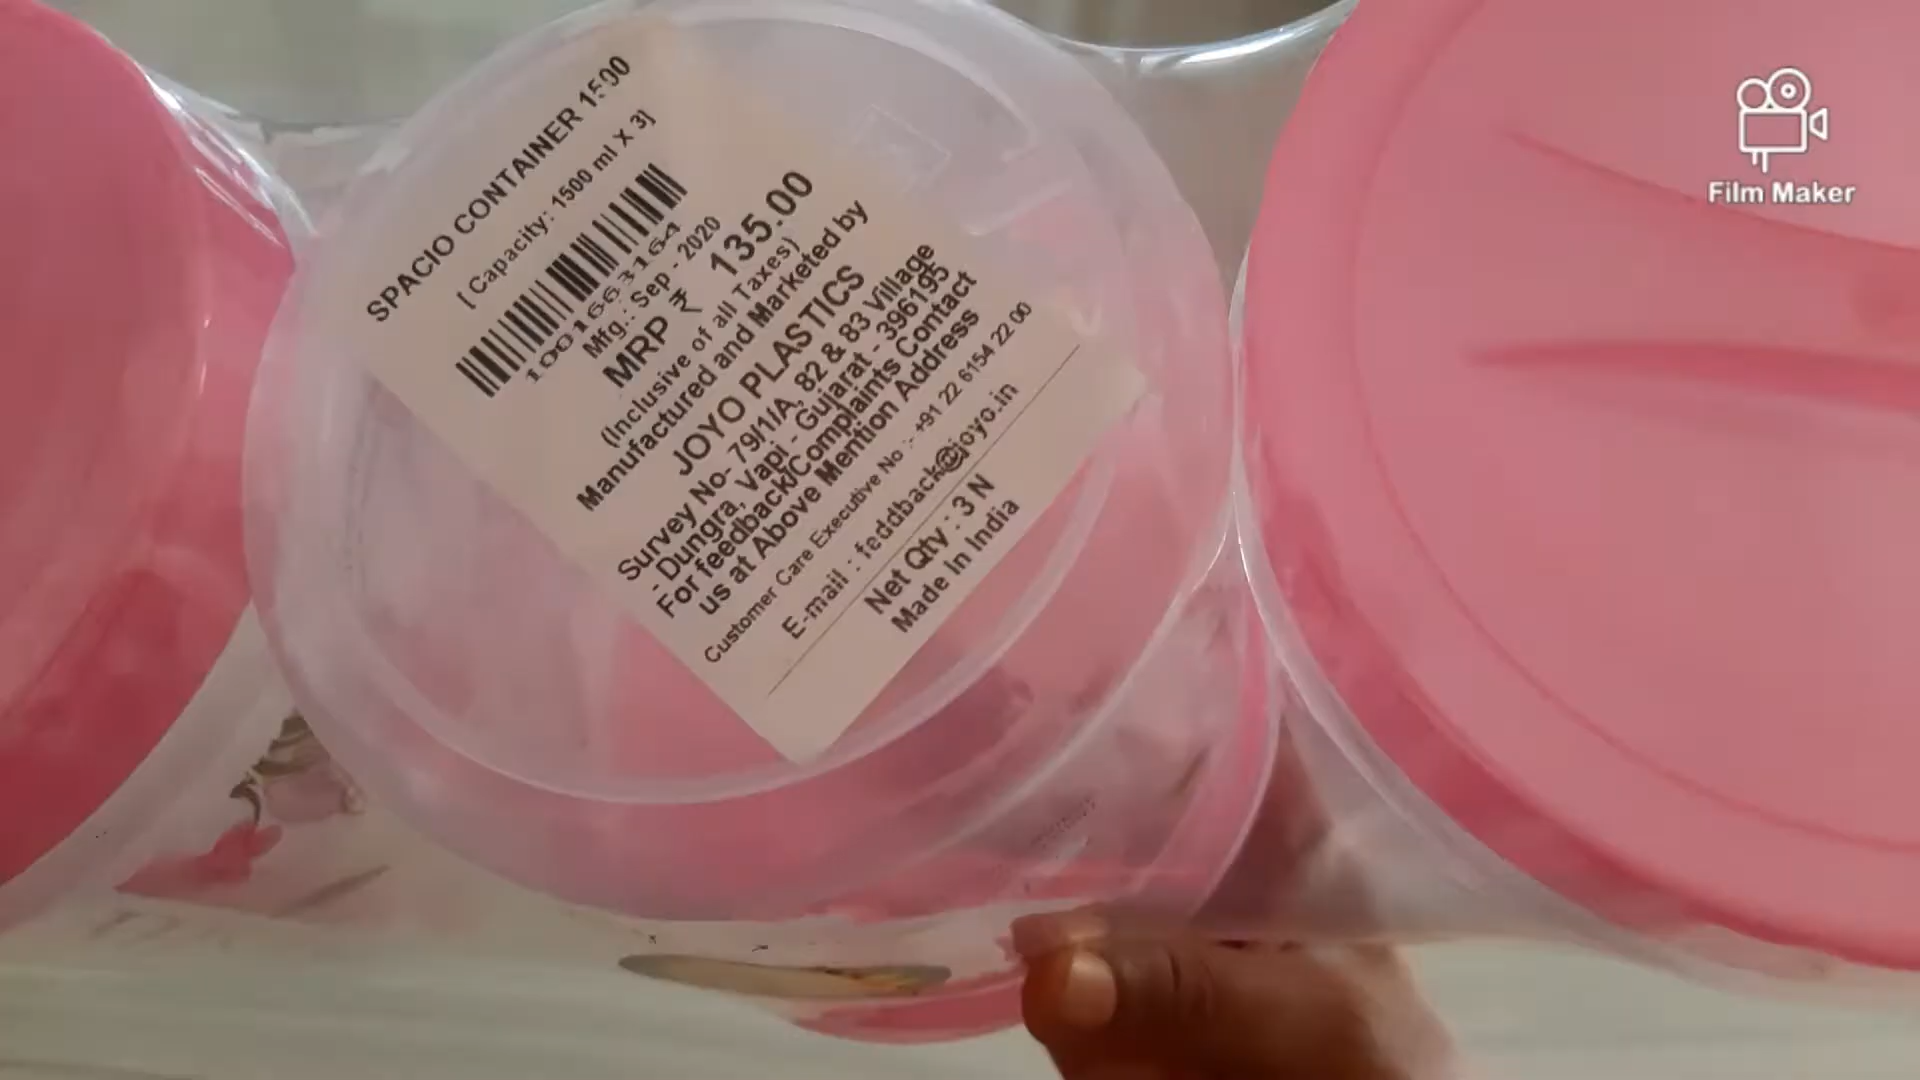 SPACIO CONTAINER 1500
[ Capacity: 1500 ml X 3]
1001663164
Mfg.: Sep - 2020
MRP ₹ 135.00
(Inclusive of all Taxes)
Manufactured and Marketed by
JOYO PLASTICS
Survey No- 79/1/A, 82 & 83 Village
- Dungra, Vapi - Gujarat - 396195
For feedback/Complaints Contact
us at Above Mention Address
Customer Care Executive No :- +91 22 6154 22 00
E-mail : feddback@joyo.in
Net Qty : 3 N
Made In India
Film Maker